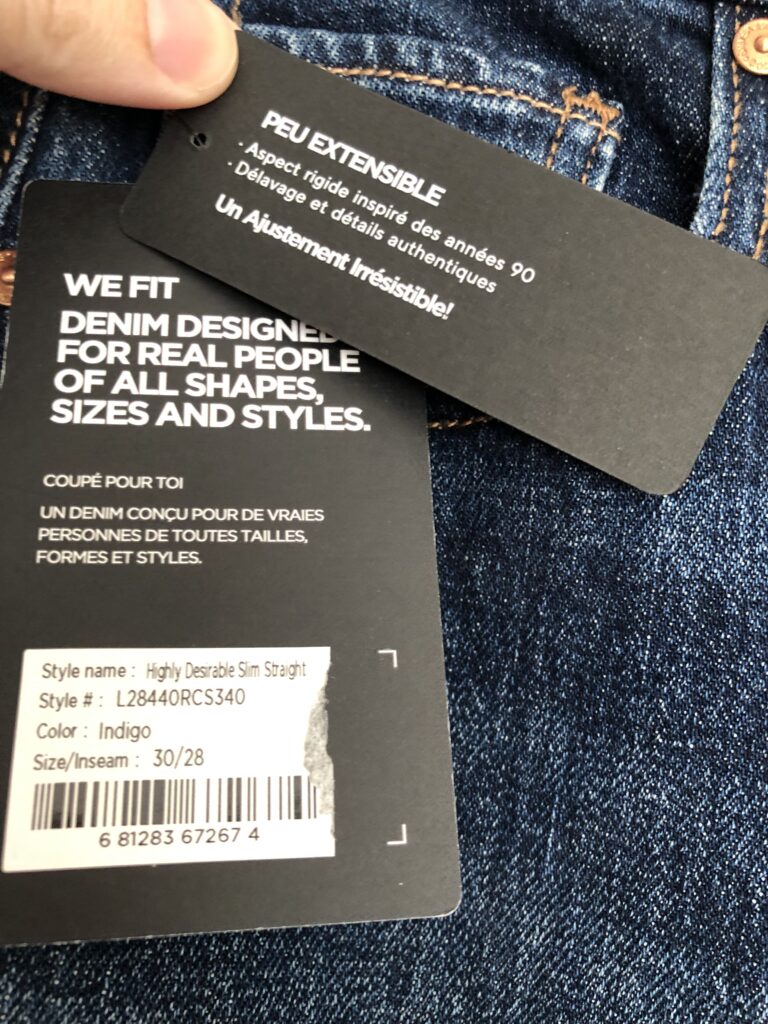 PEU EXTENSIBLE
· Aspect rigide inspiré des années 90
· Délavage et détails authentiques
Un Ajustement Irrésistible!
WE FIT
DENIM DESIGNED
FOR REAL PEOPLE
OF ALL SHAPES,
SIZES AND STYLES.
COUPÉ POUR TOI
UN DENIM CONÇU POUR DE VRAIES
PERSONNES DE TOUTES TAILLES,
FORMES ET STYLES.
Style name : Highly Desirable Slim Straight
Style # : L28440RCS340
Color : Indigo
Size/Inseam : 30/28
6 81283 67267 4